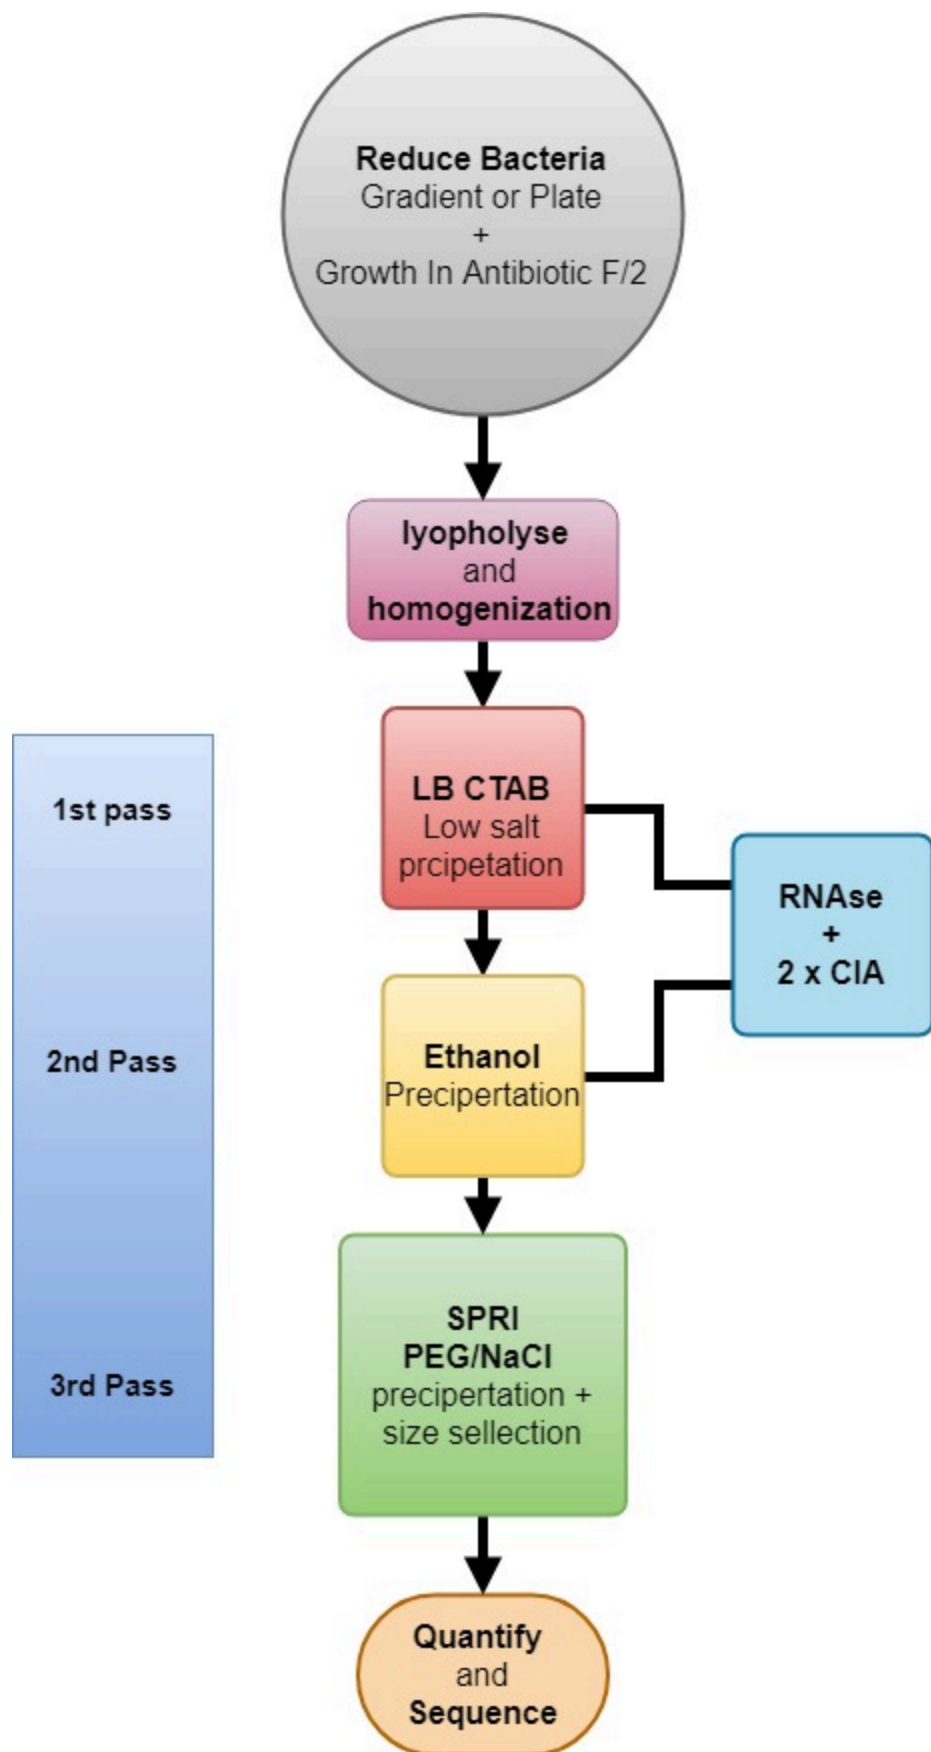 Reduce Bacteria
Gradient or Plate
+
Growth In Antibiotic F/2
lyopholyse
and
homogenization
1st pass
LB CTAB
Low salt
prcipetation
RNAse
+
2 x CIA
2nd Pass
Ethanol
Precipertation
3rd Pass
SPRI
PEG/NaCl
precipertation +
size sellection
Quantify
and
Sequence